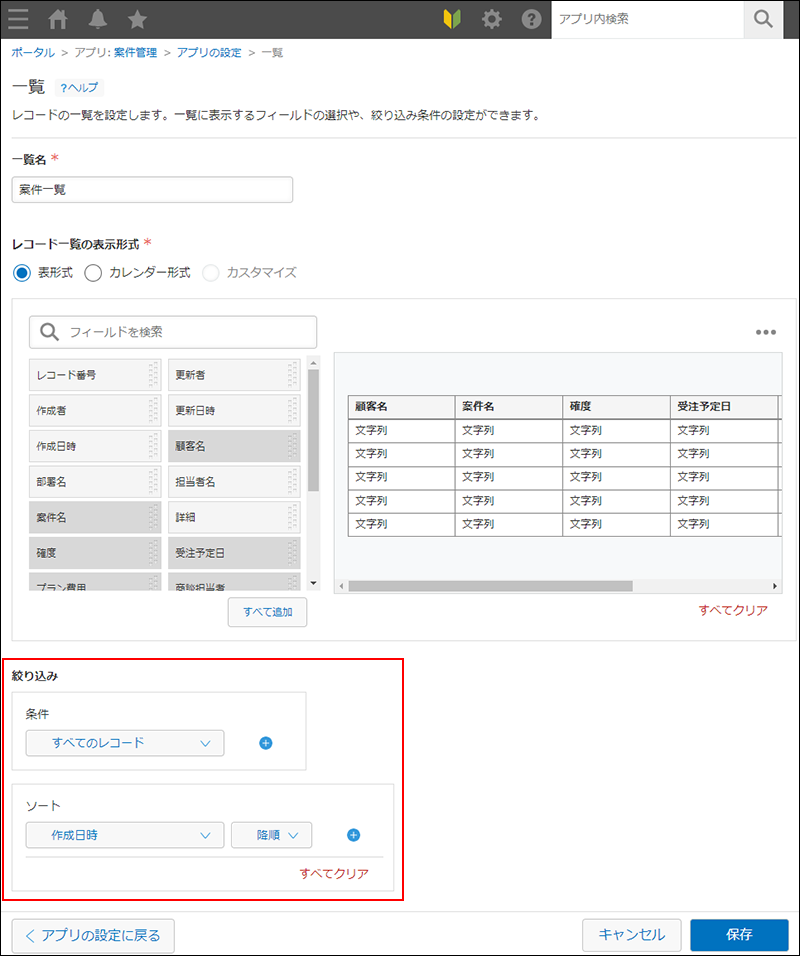 アプリ内検索
ポータル > アプリ: 案件管理 > アプリの設定 > 一覧
一覧 ?ヘルプ
レコードの一覧を設定します。一覧に表示するフィールドの選択や、絞り込み条件の設定ができます。
一覧名 *
案件一覧
レコード一覧の表示形式 *
表形式 カレンダー形式 カスタマイズ
フィールドを検索
レコード番号 更新者
作成者 更新日時
作成日時 顧客名
部署名 担当者名
案件名 詳細
確度 受注予定日
プラン費用 商談担当者
すべて追加
顧客名 案件名 確度 受注予定日
文字列 文字列 文字列 文字列
文字列 文字列 文字列 文字列
文字列 文字列 文字列 文字列
文字列 文字列 文字列 文字列
文字列 文字列 文字列 文字列
すべてクリア
絞り込み
条件
すべてのレコード
ソート
作成日時 降順
すべてクリア
アプリの設定に戻る キャンセル 保存